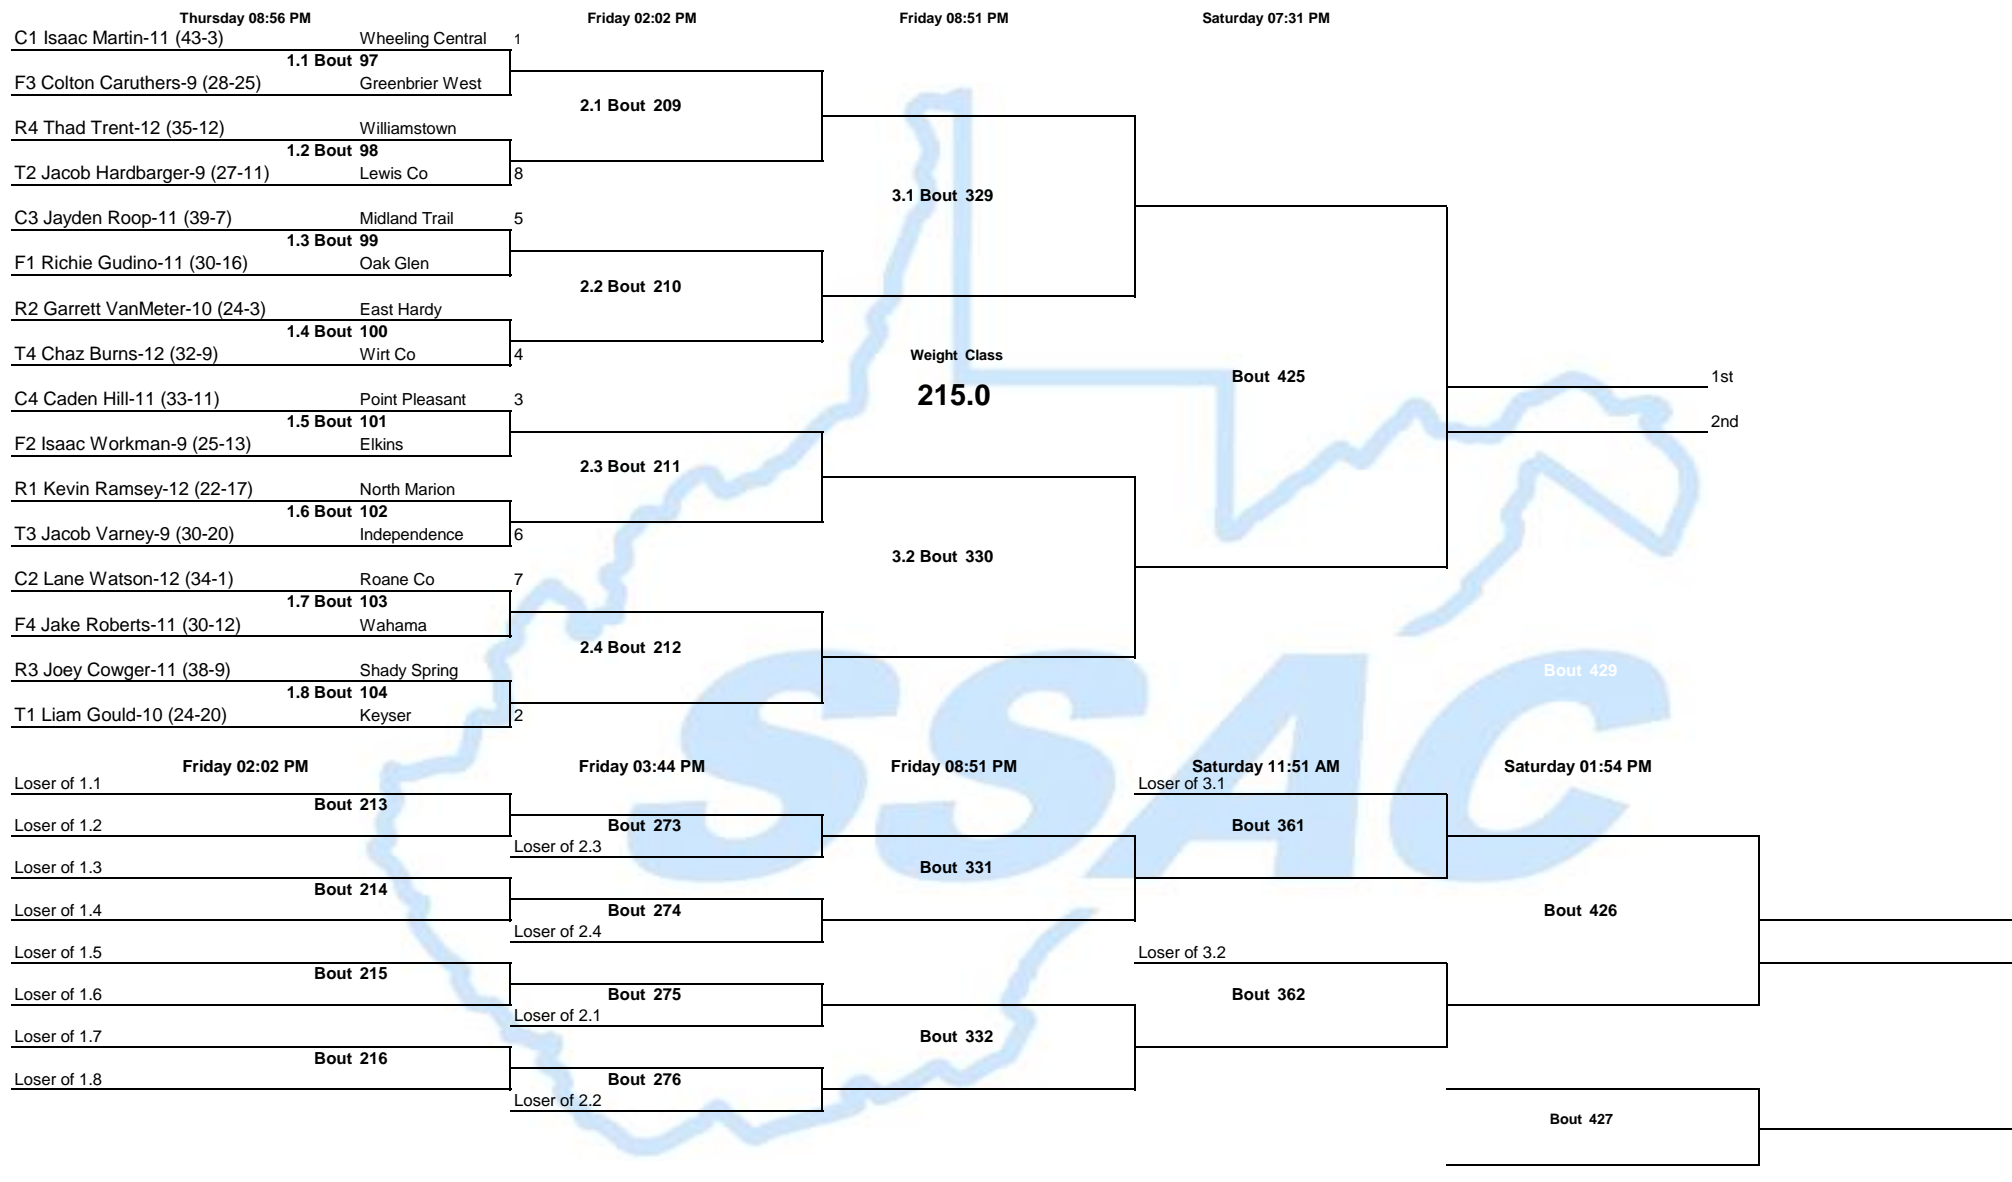 Thursday 08:56 PM Friday 02:02 PM Friday 08:51 PM Saturday 07:31 PM
C1 Isaac Martin-11 (43-3) Wheeling Central 1
1.1 Bout 97
F3 Colton Caruthers-9 (28-25) Greenbrier West
2.1 Bout 209
R4 Thad Trent-12 (35-12) Williamstown
1.2 Bout 98
T2 Jacob Hardbarger-9 (27-11) Lewis Co 8
3.1 Bout 329
C3 Jayden Roop-11 (39-7) Midland Trail 5
1.3 Bout 99
F1 Richie Gudino-11 (30-16) Oak Glen
2.2 Bout 210
R2 Garrett VanMeter-10 (24-3) East Hardy
1.4 Bout 100
T4 Chaz Burns-12 (32-9) Wirt Co 4
Weight Class
215.0
Bout 425
1st
2nd
C4 Caden Hill-11 (33-11) Point Pleasant 3
1.5 Bout 101
F2 Isaac Workman-9 (25-13) Elkins
2.3 Bout 211
R1 Kevin Ramsey-12 (22-17) North Marion
1.6 Bout 102
T3 Jacob Varney-9 (30-20) Independence 6
3.2 Bout 330
C2 Lane Watson-12 (34-1) Roane Co 7
1.7 Bout 103
F4 Jake Roberts-11 (30-12) Wahama
2.4 Bout 212
R3 Joey Cowger-11 (38-9) Shady Spring
Bout 429
1.8 Bout 104
T1 Liam Gould-10 (24-20) Keyser 2
SSAC
Friday 02:02 PM Friday 03:44 PM Friday 08:51 PM Saturday 11:51 AM Saturday 01:54 PM
Loser of 1.1 Loser of 3.1
Bout 213
Loser of 1.2 Bout 273 Bout 361
Loser of 2.3
Loser of 1.3 Bout 331
Bout 214
Loser of 1.4 Bout 274 Bout 426
Loser of 2.4
Loser of 1.5 Loser of 3.2
Bout 215
Loser of 1.6 Bout 275 Bout 362
Loser of 2.1
Loser of 1.7 Bout 332
Bout 216
Loser of 1.8 Bout 276
Loser of 2.2
Bout 427